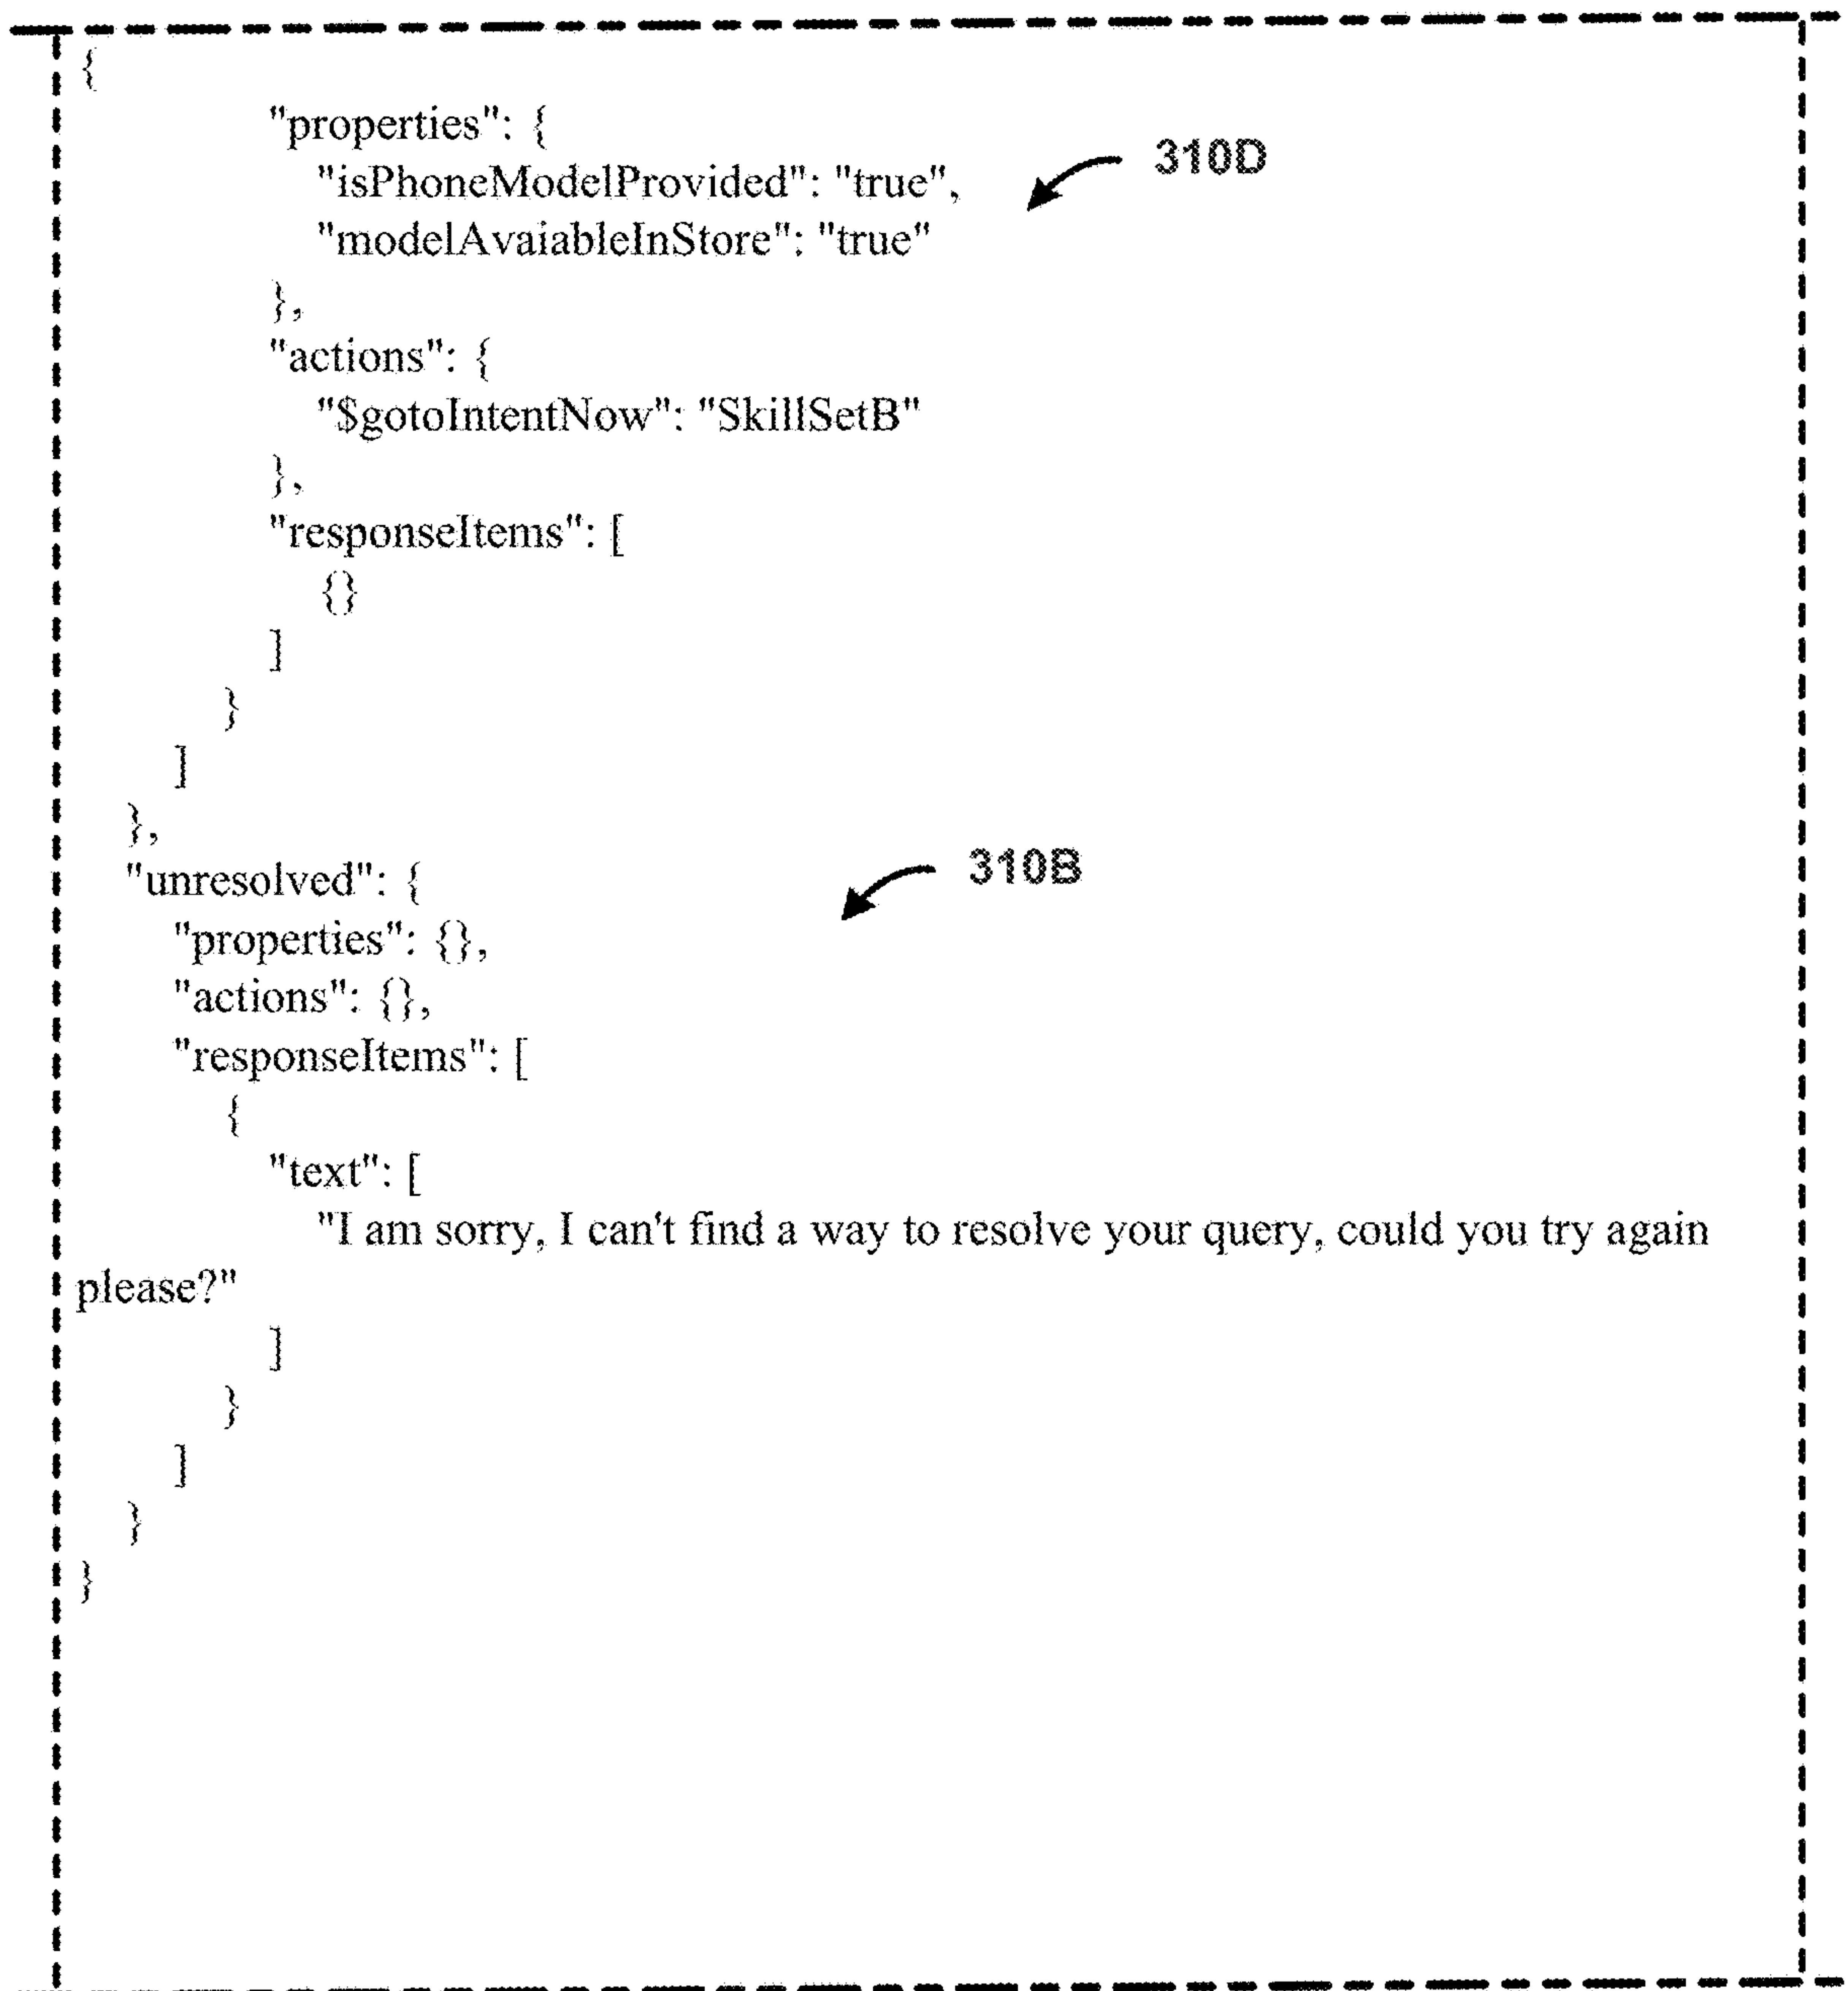 {
"properties": {
"isPhoneModelProvided": "true",
310D
"modelAvaiableInStore": "true"
},
"actions": {
"$gotoIntentNow": "SkillSetB"
},
"responseItems": [
{}
]
}
]
},
"unresolved": {
310B
"properties": {},
"actions": {},
"responseItems": [
{
"text": [
"I am sorry, I can't find a way to resolve your query, could you try again
please?"
]
}
]
}
}